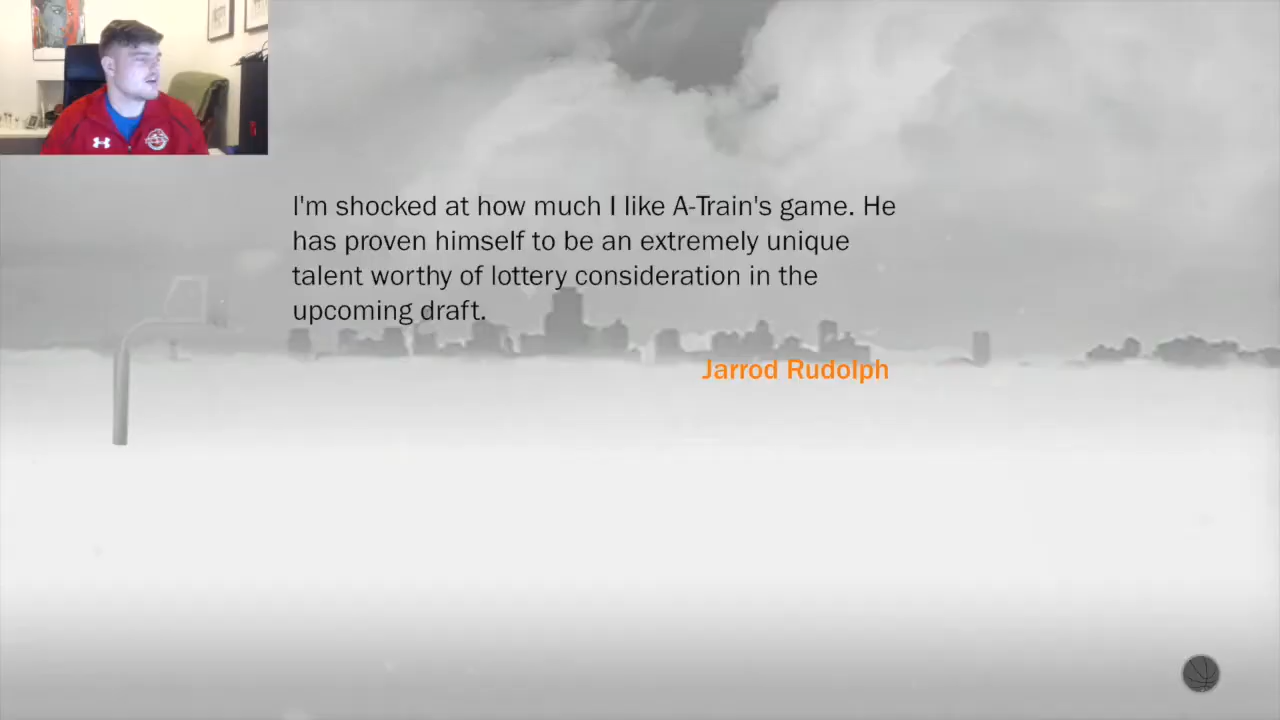 I'm shocked at how much I like A-Train's game. He
has proven himself to be an extremely unique
talent worthy of lottery consideration in the
upcoming draft.
Jarrod Rudolph